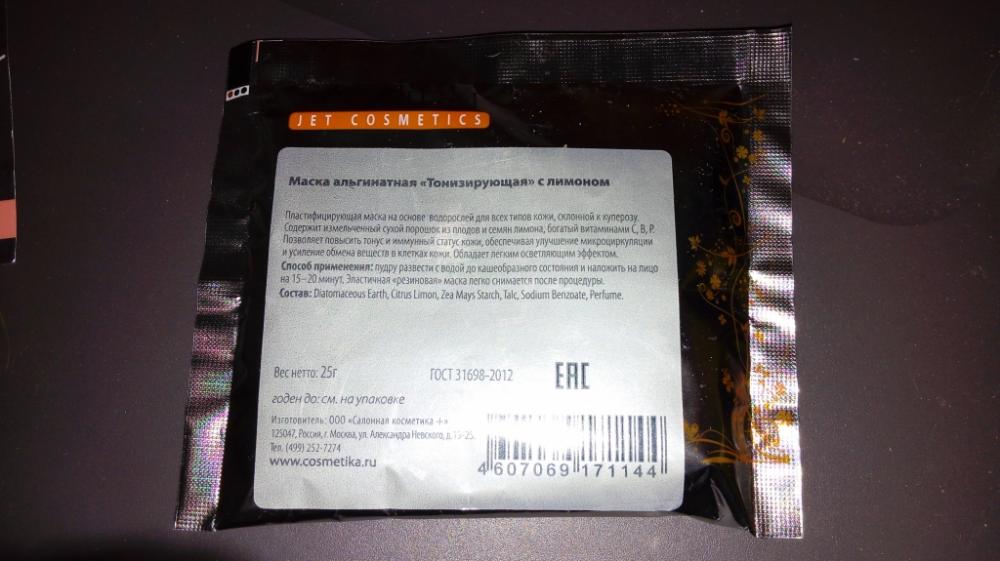 JET COSMETICS
Маска альгинатная «Тонизирующая» с лимоном
Пластифицирующая маска на основе водорослей для всех типов кожи, склонной к куперозу.
Содержит измельченный сухой порошок из плодов и семян лимона, богатый витаминами С, В, Р.
Позволяет повысить тонус и иммунный статус кожи, обеспечивая улучшение микроциркуляции
и усиление обмена веществ в клетках кожи. Обладает легким осветляющим эффектом.
Способ применения: пудру развести с водой до кашеобразного состояния и наложить на лицо
на 15–20 минут. Эластичная «резиновая» маска легко снимается после процедуры.
Состав: Diatomaceous Earth, Citrus Limon, Zea Mays Starch, Talc, Sodium Benzoate, Perfume.
Вес нетто: 25г
ГОСТ 31698-2012
EAC
годен до: см. на упаковке
Изготовитель: ООО «Салонная косметика +»
125047, Россия, г. Москва, ул. Александра Невского, д.19-25.
Тел. (499) 252-7274
www.cosmetika.ru
4 607069 171144